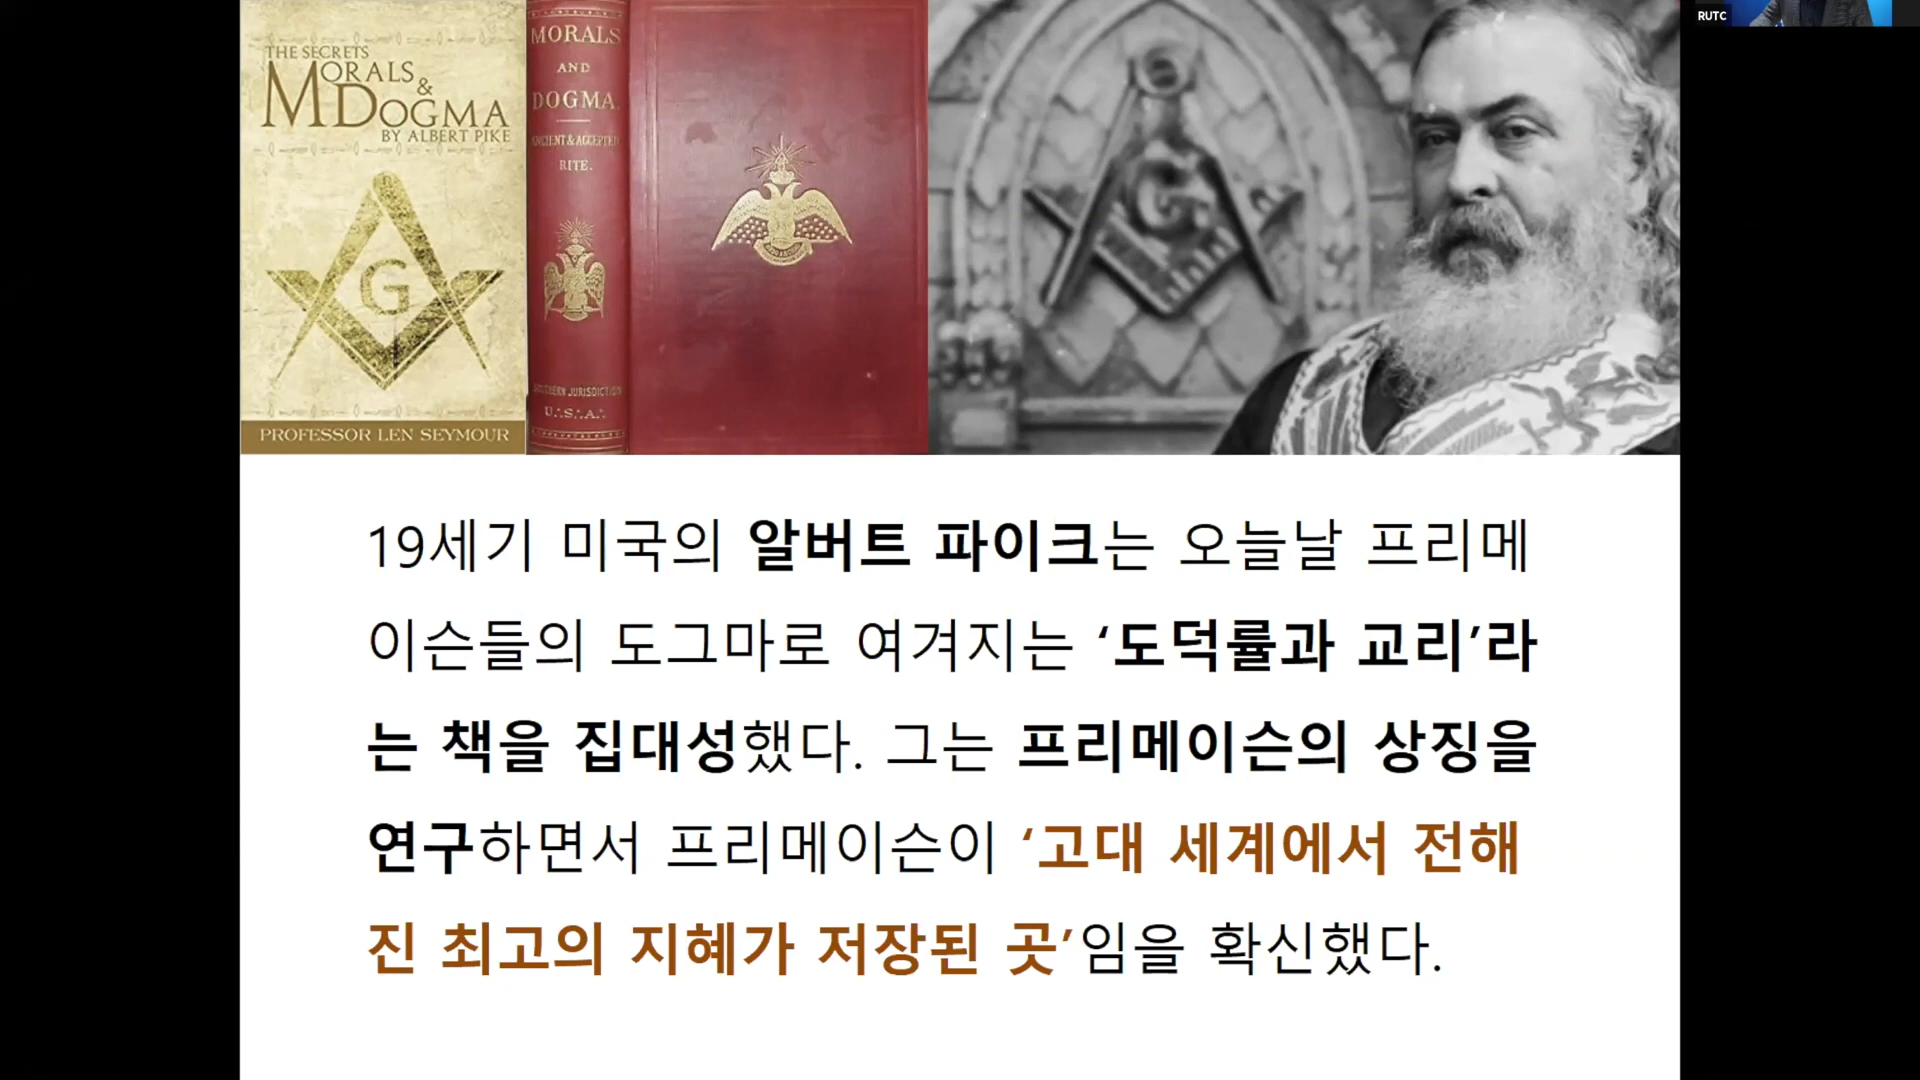 RUTC
THE SECRETS
MORALS
&
DOGMA
BY ALBERT PIKE
G
PROFESSOR LEN SEYMOUR
MORALS
AND
DOGMA.
ANCIENT & ACCEPTED
RITE.
SOUTHERN JURISDICTION
U∴S∴A∴
G
19세기 미국의 알버트 파이크는 오늘날 프리메
이슨들의 도그마로 여겨지는 ‘도덕률과 교리’라
는 책을 집대성했다. 그는 프리메이슨의 상징을
연구하면서 프리메이슨이 ‘고대 세계에서 전해
진 최고의 지혜가 저장된 곳’임을 확신했다.